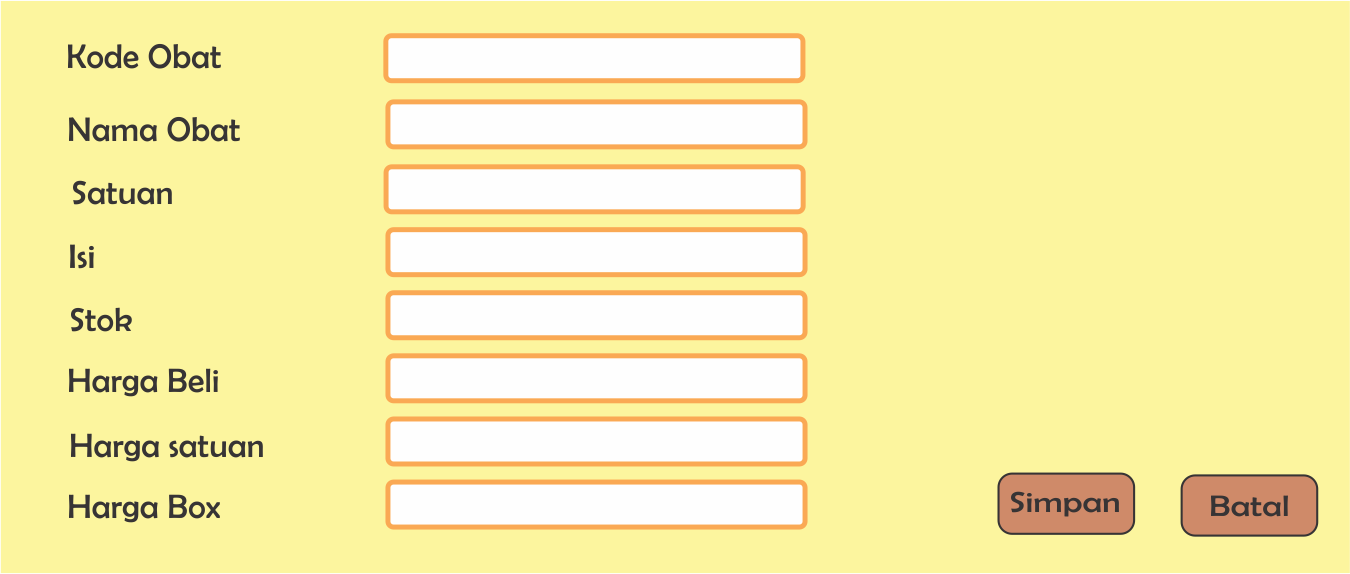 Kode Obat
Nama Obat
Satuan
Isi
Stok
Harga Beli
Harga satuan
Harga Box
Simpan
Batal